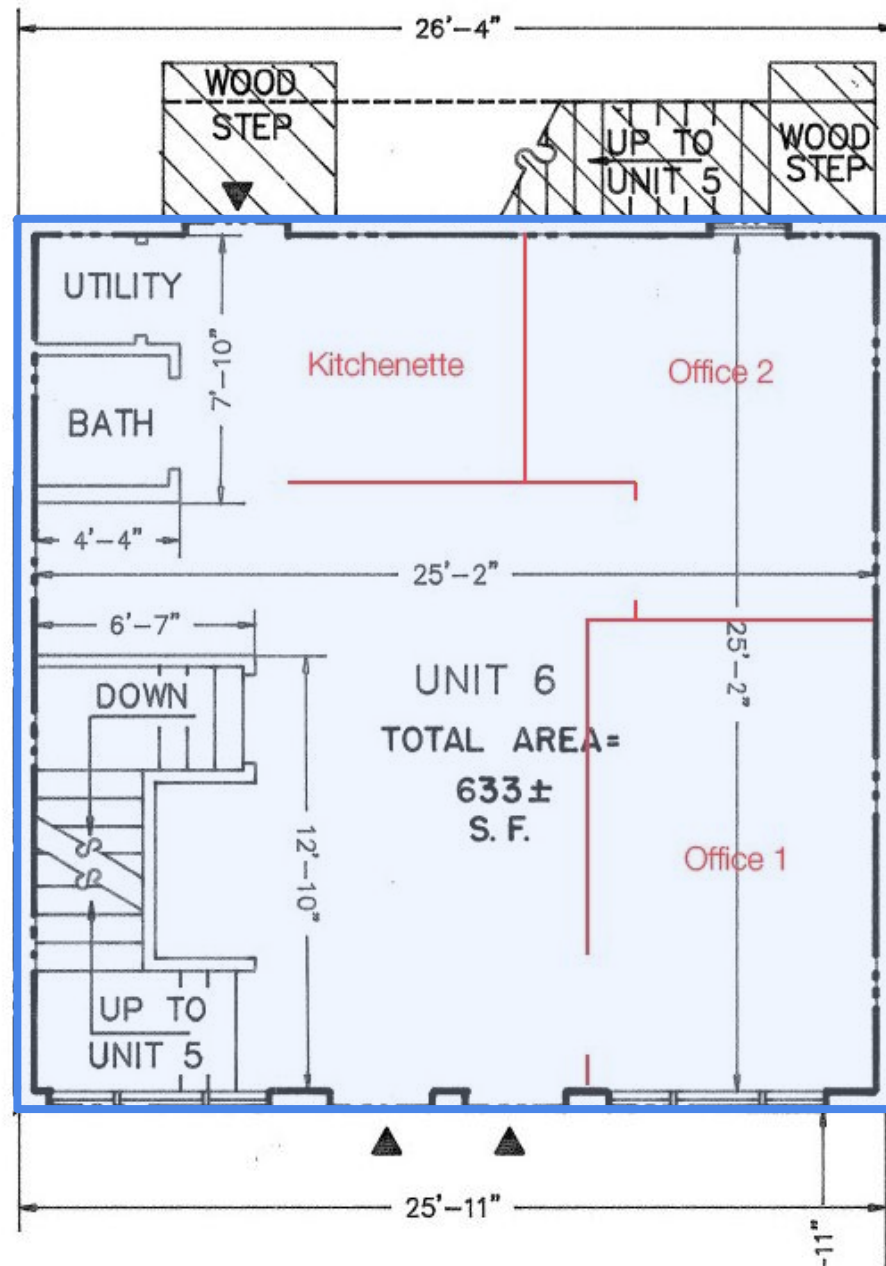 26'-4"
WOOD
STEP
UP TO
UNIT 5
WOOD
STEP
UTILITY
7'-10"
Kitchenette
Office 2
BATH
4'-4"
25'-2"
6'-7"
25'-2"
UNIT 6
DOWN
TOTAL AREA=
633±
S. F.
12'-10"
Office 1
UP TO
UNIT 5
25'-11"
-11"